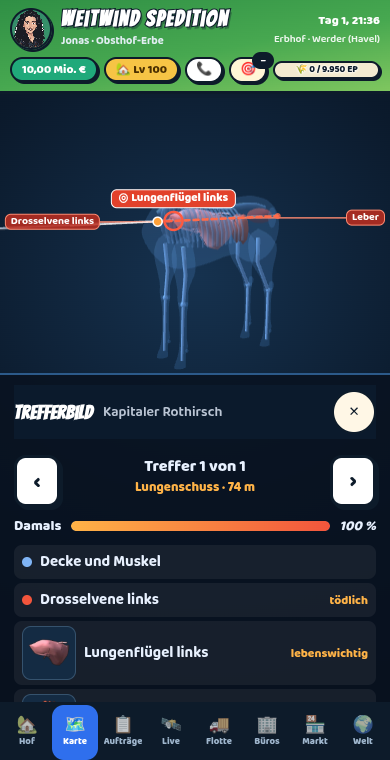 WEITWIND SPEDITION
Jonas · Obsthof-Erbe
Tag 1, 21:36
Erbhof · Werder (Havel)
10,00 Mio. €
Lv 100
–
0 / 9.950 EP
Lungenflügel links
Drosselvene links
Leber
TREFFERBILD
Kapitaler Rothirsch
×
‹
Treffer 1 von 1
Lungenschuss · 74 m
›
Damals
100 %
Decke und Muskel
Drosselvene links
tödlich
Lungenflügel links
lebenswichtig
Hof
Karte
Aufträge
Live
Flotte
Büros
Markt
Welt